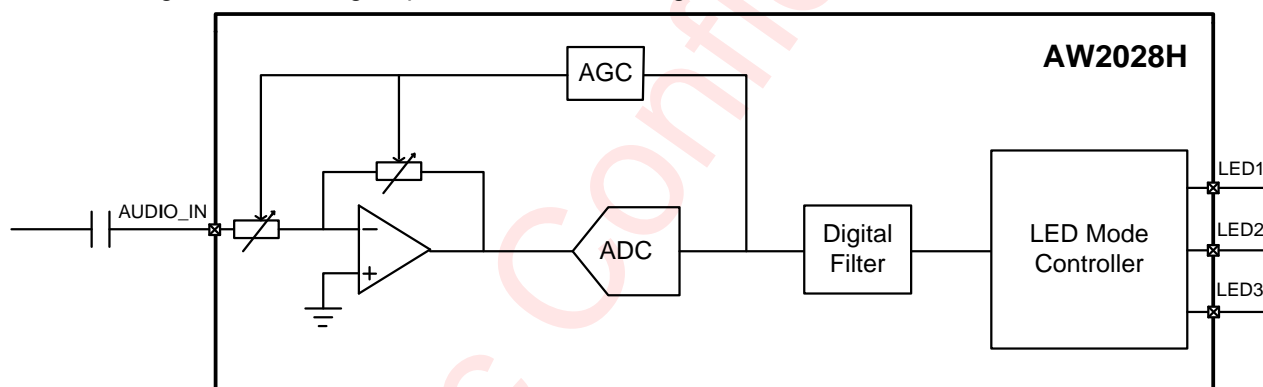 AW2028H
AGC
AUDIO_IN
−
+
ADC
Digital
Filter
LED Mode
Controller
LED1
LED2
LED3